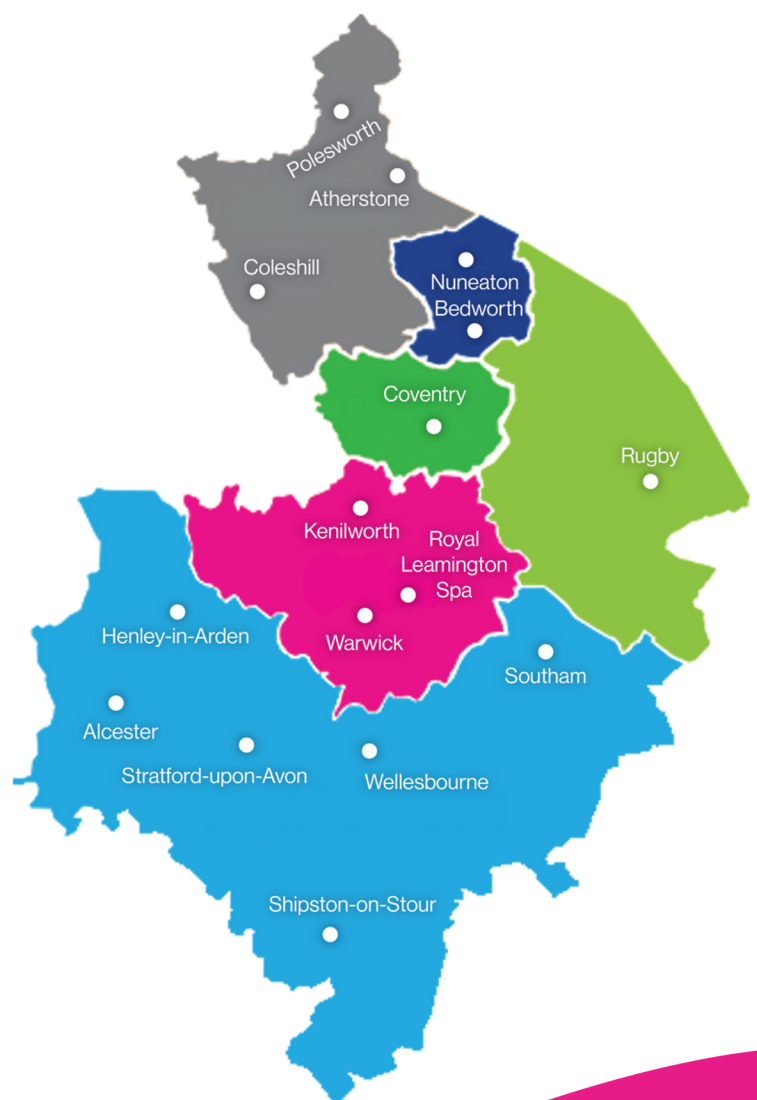 Polesworth
Atherstone
Coleshill
Nuneaton
Bedworth
Coventry
Rugby
Kenilworth
Royal
Leamington
Spa
Henley-in-Arden
Warwick
Southam
Alcester
Stratford-upon-Avon
Wellesbourne
Shipston-on-Stour